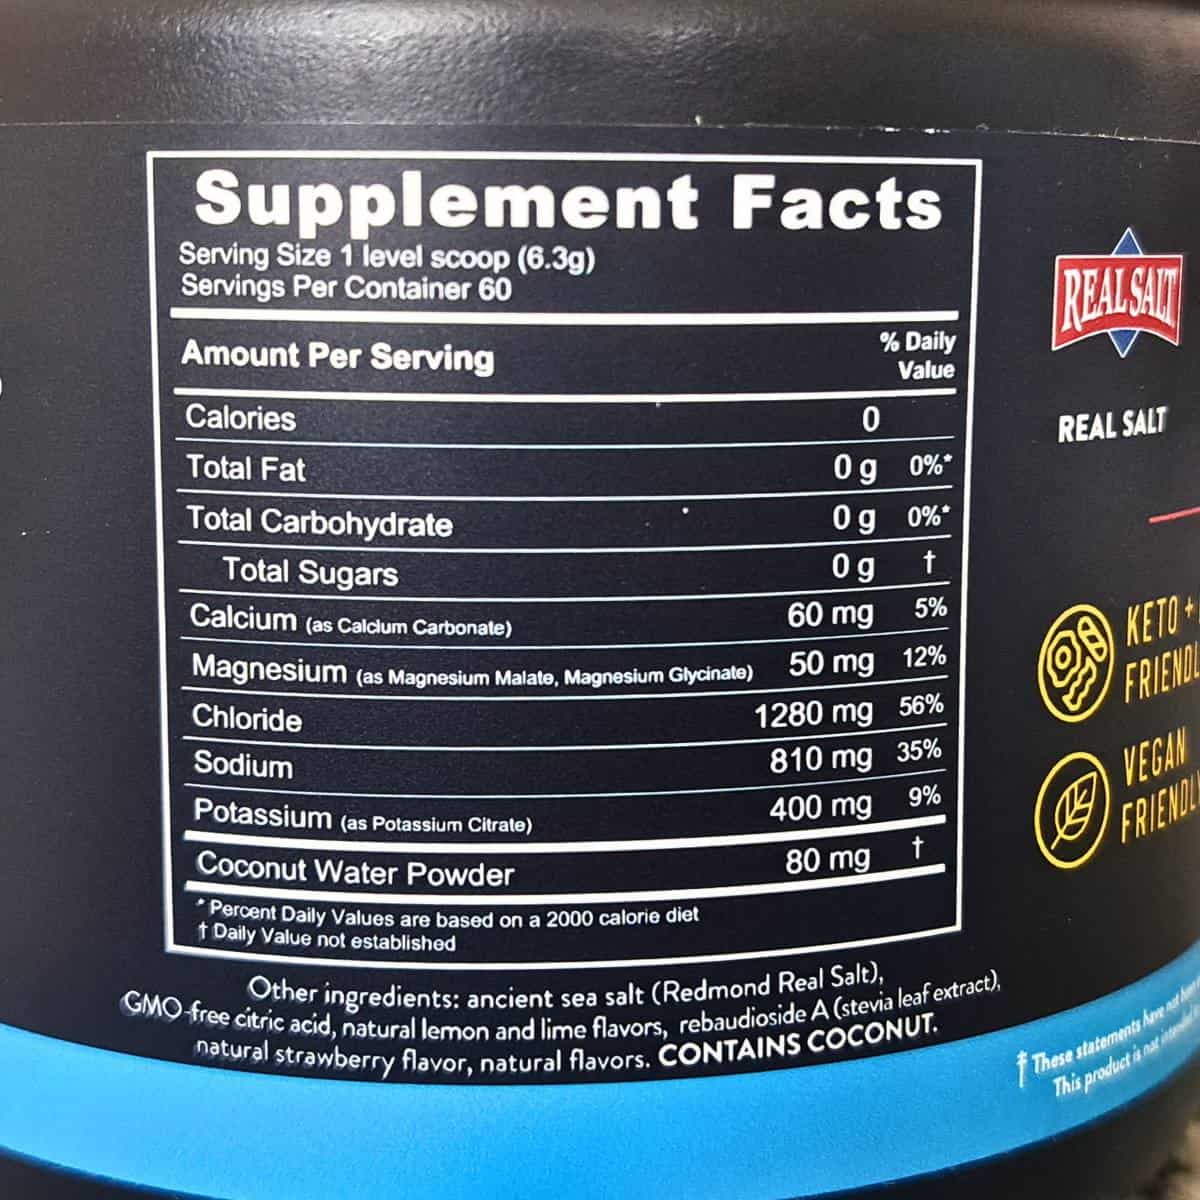 Supplement Facts
Serving Size 1 level scoop (6.3g)
Servings Per Container 60
Amount Per Serving % Daily Value
Calories 0
Total Fat 0 g 0%*
Total Carbohydrate 0 g 0%*
Total Sugars 0 g †
Calcium (as Calcium Carbonate) 60 mg 5%
Magnesium (as Magnesium Malate, Magnesium Glycinate) 50 mg 12%
Chloride 1280 mg 56%
Sodium 810 mg 35%
Potassium (as Potassium Citrate) 400 mg 9%
Coconut Water Powder 80 mg †
* Percent Daily Values are based on a 2000 calorie diet
† Daily Value not established
Other ingredients: ancient sea salt (Redmond Real Salt),
GMO-free citric acid, natural lemon and lime flavors, rebaudioside A (stevia leaf extract),
natural strawberry flavor, natural flavors. CONTAINS COCONUT.
REAL SALT
REAL SALT
KETO +
FRIENDL
VEGAN
FRIENDLY
‡ These statements have not
This product is not